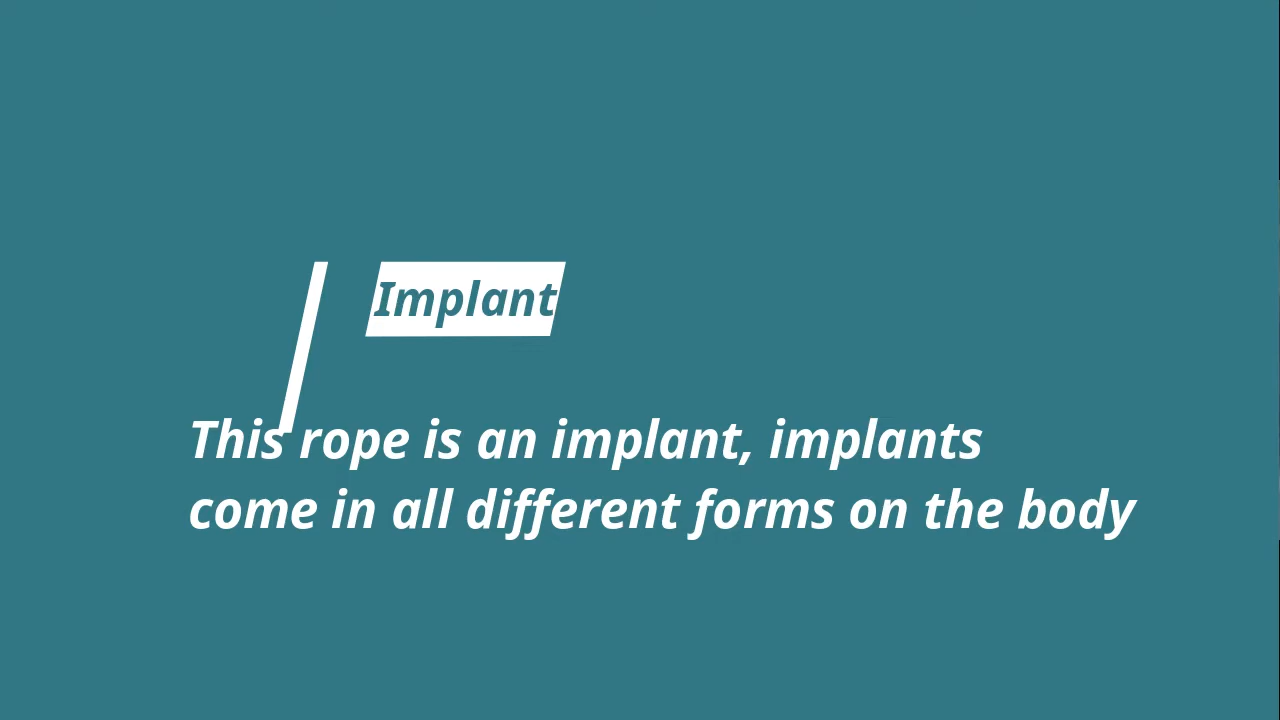 Implant
This rope is an implant, implants
come in all different forms on the body